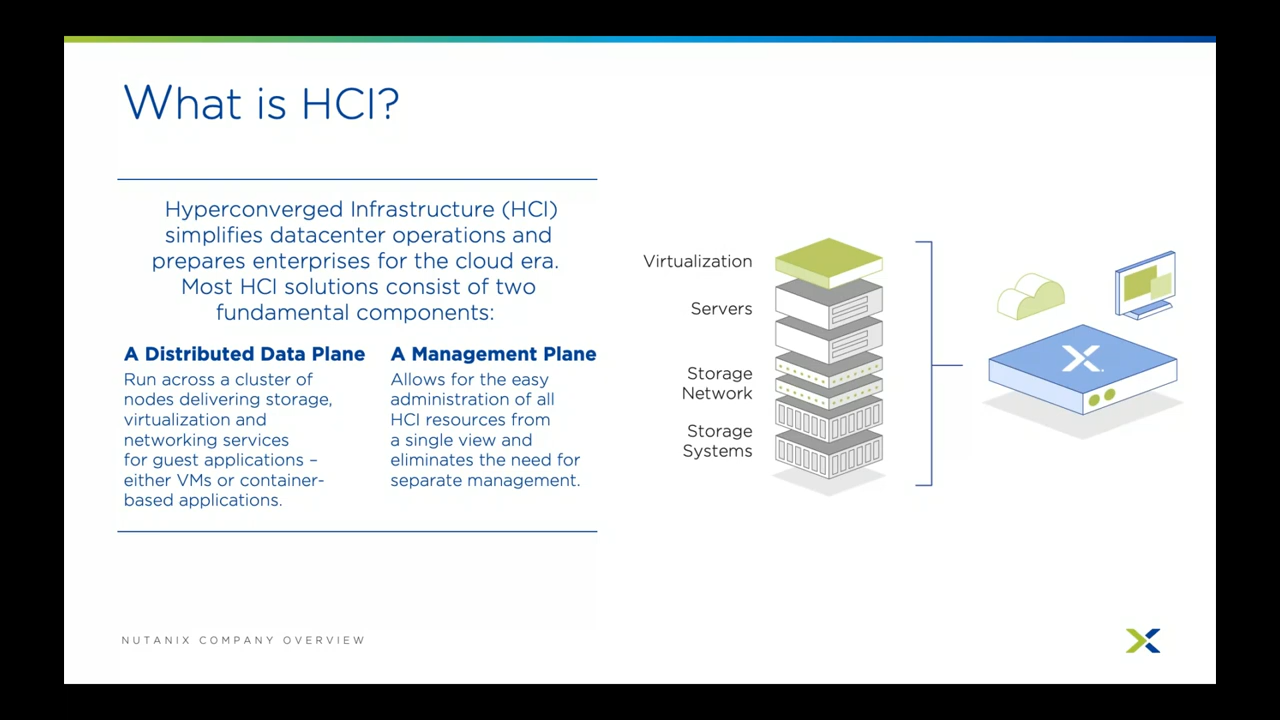 What is HCI?
Hyperconverged Infrastructure (HCI)
simplifies datacenter operations and
prepares enterprises for the cloud era.
Most HCI solutions consist of two
fundamental components:
A Distributed Data Plane
Run across a cluster of
nodes delivering storage,
virtualization and
networking services
for guest applications –
either VMs or container-
based applications.
A Management Plane
Allows for the easy
administration of all
HCI resources from
a single view and
eliminates the need for
separate management.
Virtualization
Servers
Storage
Network
Storage
Systems
NUTANIX COMPANY OVERVIEW